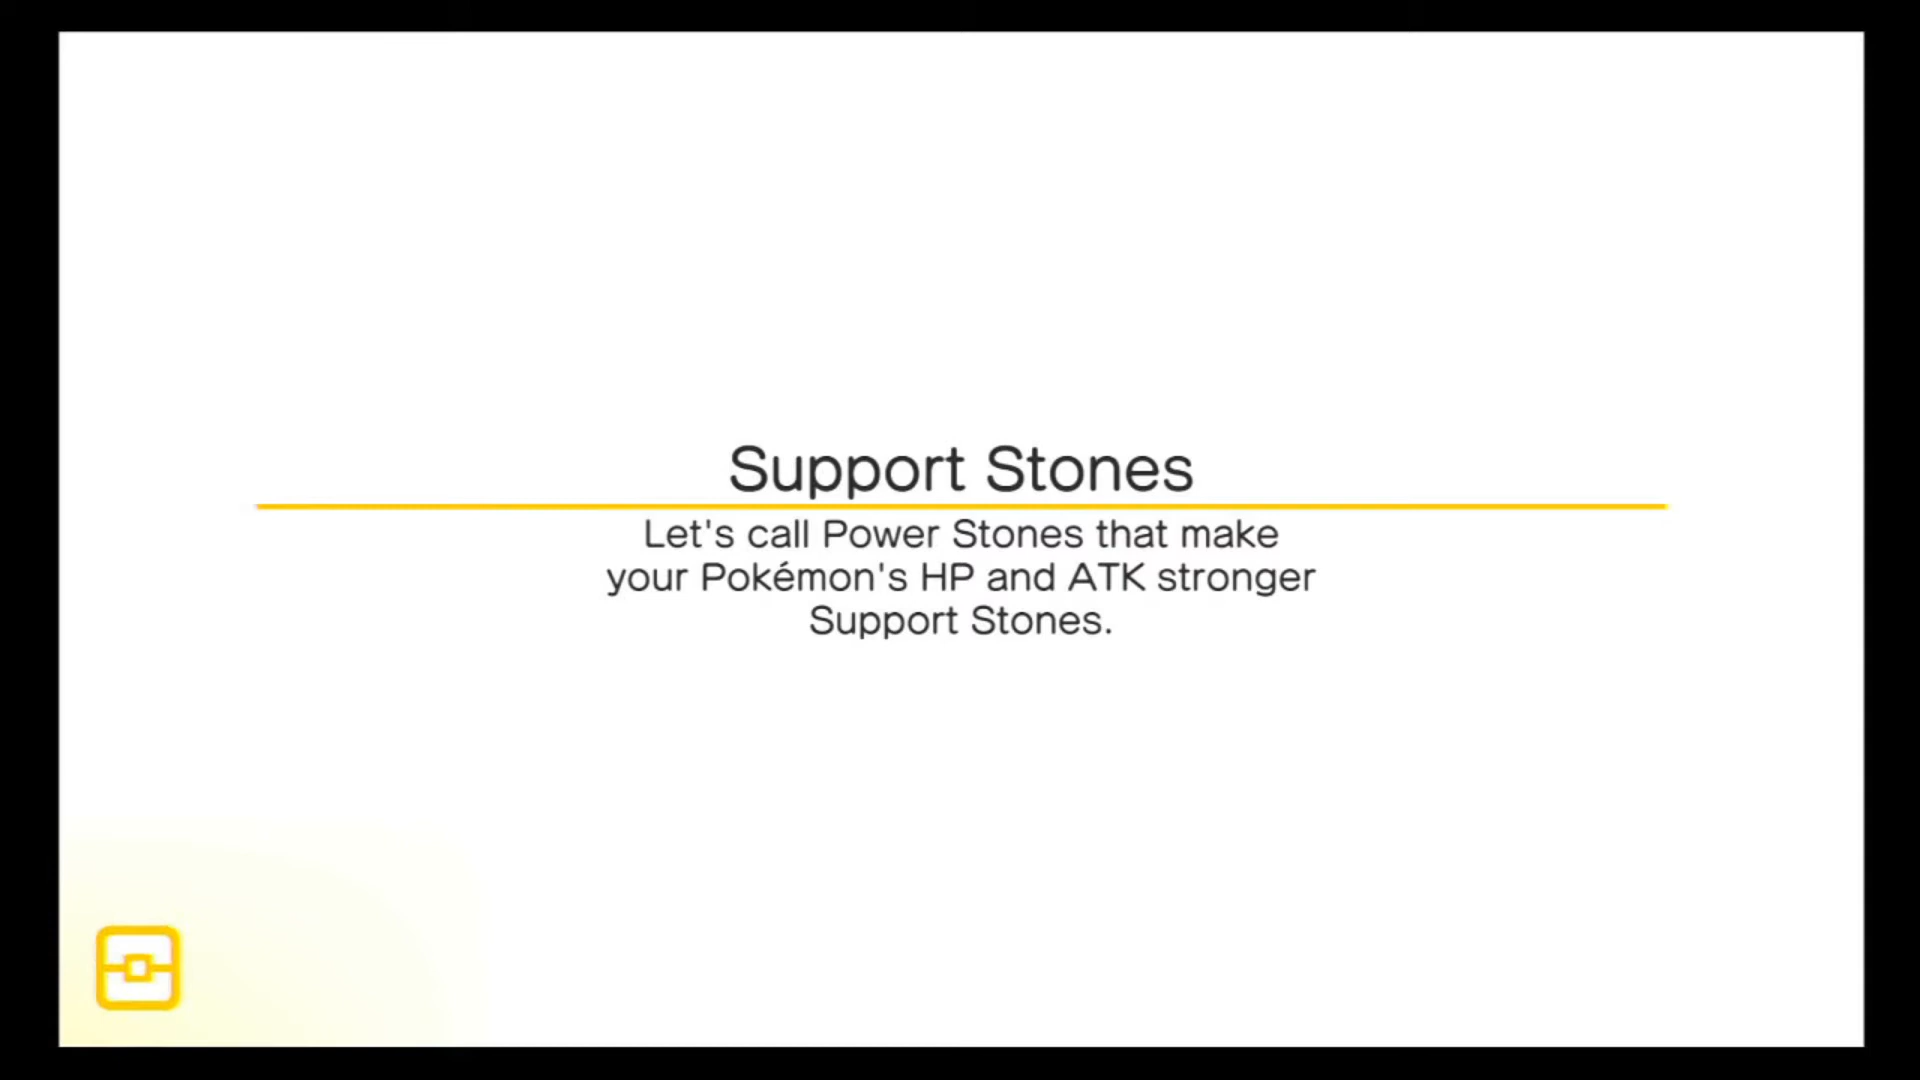 Support Stones
Let's call Power Stones that make
your Pokémon's HP and ATK stronger
Support Stones.